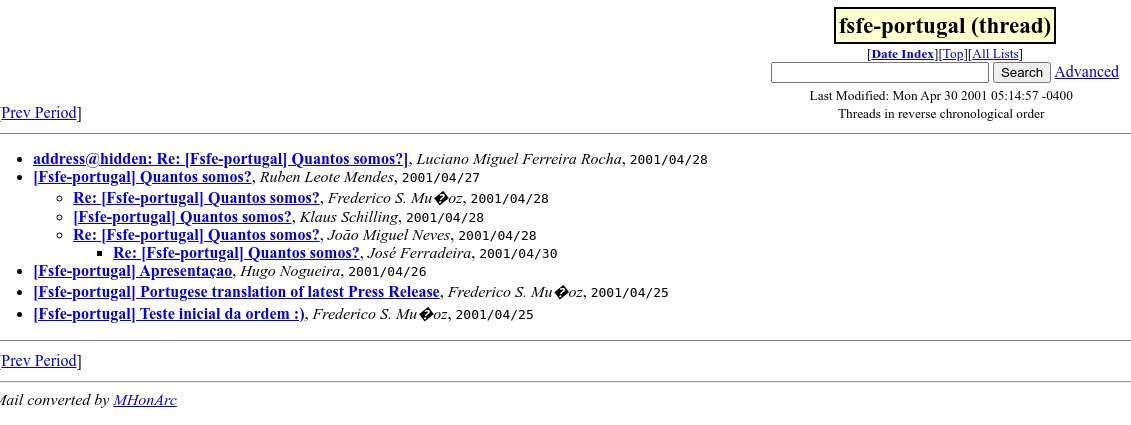 fsfe-portugal (thread)
[Date Index][Top][All Lists]
Search Advanced
Last Modified: Mon Apr 30 2001 05:14:57 -0400
[Prev Period]
Threads in reverse chronological order
address@hidden: Re: [Fsfe-portugal] Quantos somos?], Luciano Miguel Ferreira Rocha, 2001/04/28
[Fsfe-portugal] Quantos somos?, Ruben Leote Mendes, 2001/04/27
Re: [Fsfe-portugal] Quantos somos?, Frederico S. Mu�oz, 2001/04/28
[Fsfe-portugal] Quantos somos?, Klaus Schilling, 2001/04/28
Re: [Fsfe-portugal] Quantos somos?, João Miguel Neves, 2001/04/28
Re: [Fsfe-portugal] Quantos somos?, José Ferradeira, 2001/04/30
[Fsfe-portugal] Apresentaçao, Hugo Nogueira, 2001/04/26
[Fsfe-portugal] Portugese translation of latest Press Release, Frederico S. Mu�oz, 2001/04/25
[Fsfe-portugal] Teste inicial da ordem :), Frederico S. Mu�oz, 2001/04/25
[Prev Period]
Mail converted by MHonArc